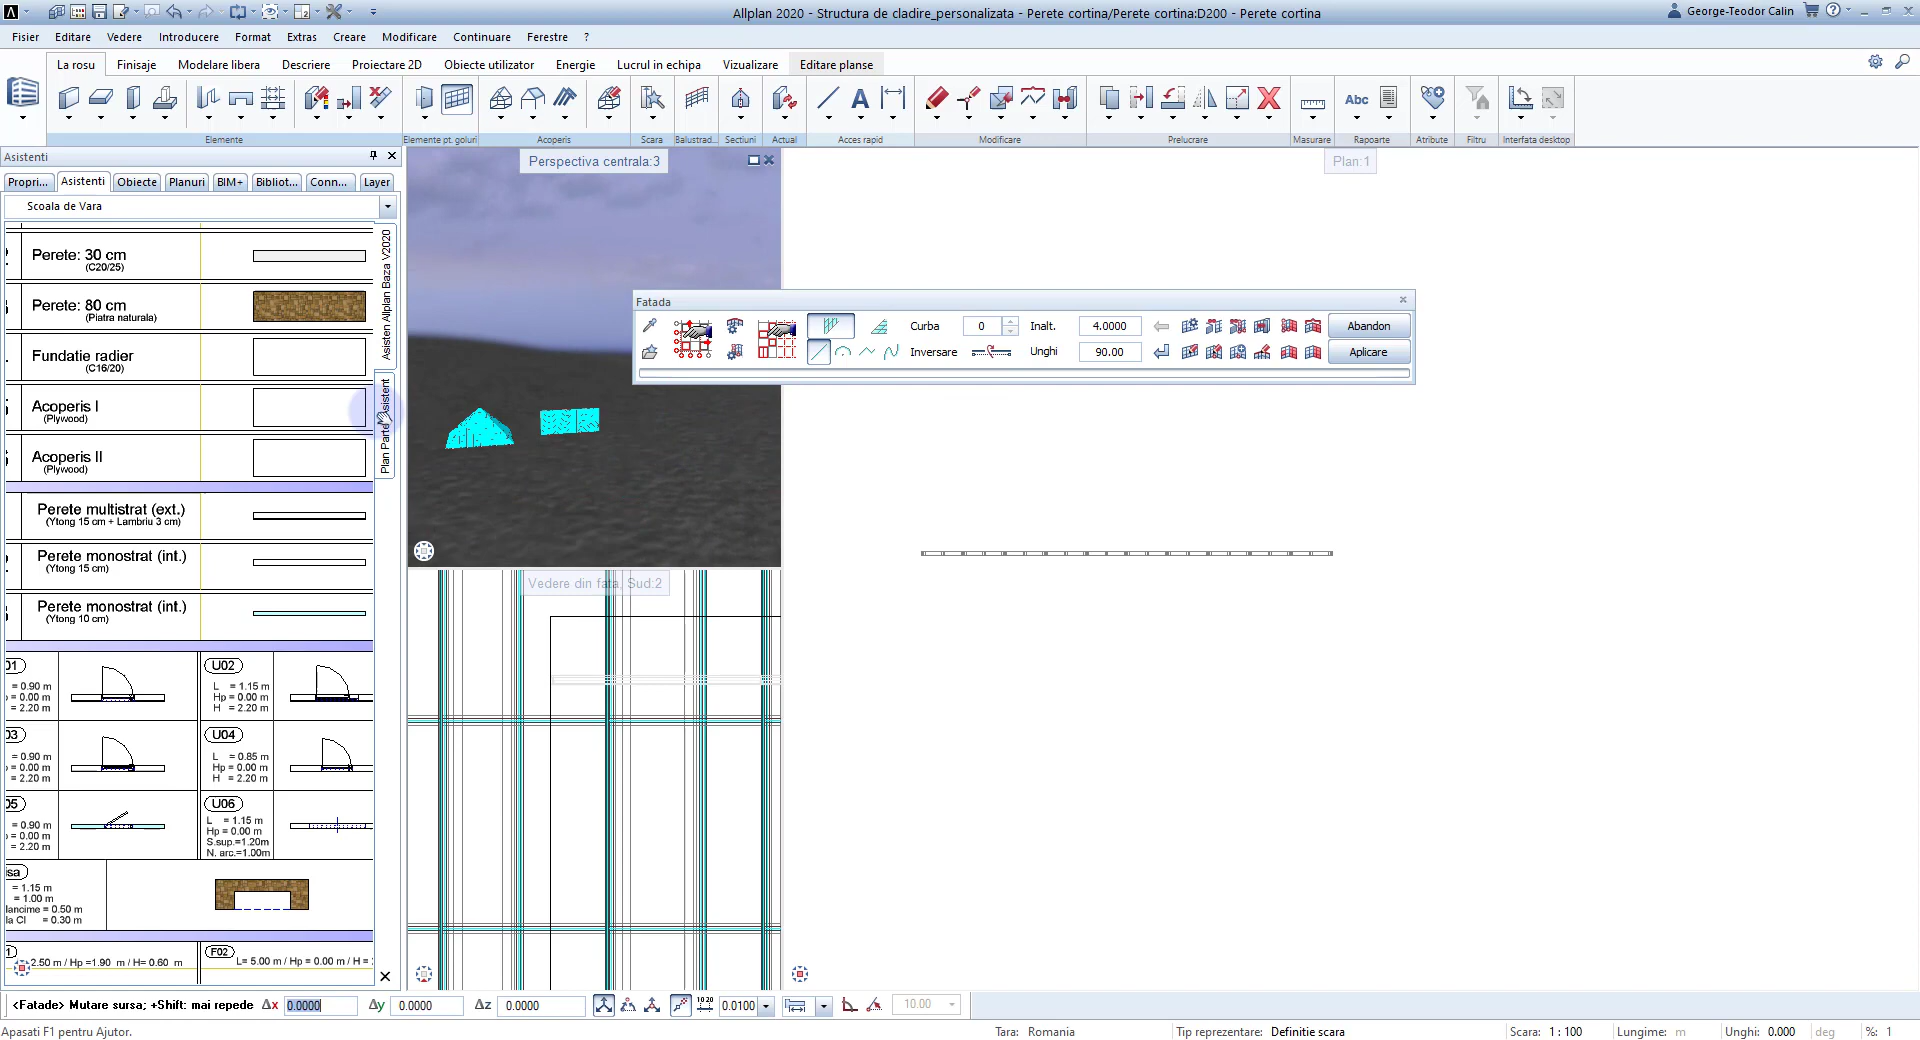 Allplan 2020 - Structura de cladire_personalizata - Perete cortina/Perete cortina:D200 - Perete cortina
George-Teodor Calin
Fisier Editare Vedere Introducere Format Extras Creare Modificare Continuare Ferestre ?
La rosu Finisaje Modelare libera Descriere Proiectare 2D Obiecte utilizator Energie Lucrul in echipa Vizualizare Editare planse
Abc
Elemente Elemente pt. goluri Acoperis Scara Balustrad... Sectiuni Actual Acces rapid Modificare Prelucrare Masurare Rapoarte Atribute Filtru Interfata desktop
Asistenti
Propri... Asistenti Obiecte Planuri BIM+ Bibliot... Conn... Layer
Scoala de Vara
Asisten Allplan Baza V2020
Perete: 30 cm
(C20/25)
Perete: 80 cm
(Piatra naturala)
Fundatie radier
(C16/20)
Acoperis I
(Plywood)
Acoperis II
(Plywood)
Perete multistrat (ext.)
(Ytong 15 cm + Lambriu 3 cm)
Perete monostrat (int.)
(Ytong 15 cm)
Perete monostrat (int.)
(Ytong 10 cm)
01
= 0.90 m
= 0.00 m
= 2.20 m
U02
L = 1.15 m
Hp = 0.00 m
H = 2.20 m
03
= 0.90 m
= 0.00 m
= 2.20 m
U04
L = 0.85 m
Hp = 0.00 m
H = 2.20 m
05
= 0.90 m
= 0.00 m
= 2.20 m
U06
L = 1.15 m
Hp = 0.00 m
S.sup.=1.20m
N. arc.=1.00m
= 1.15 m
= 1.00 m
= 0.50 m
= 0.30 m
2.50 m / Hp =1.90 m / H= 0.60 m
F02
L= 5.00 m / Hp = 0.00 m / H =
Perspectiva centrala:3
Plan:1
Vedere din fata, Sud:2
Fatada
Curba 0 Inalt. 4.0000 Abandon
Inversare Unghi 90.00 Aplicare
<Fatade> Mutare sursa; +Shift: mai repede Δx 0.0000 Δy 0.0000 Δz 0.0000 1020 0.0100 10.00
Apasati F1 pentru Ajutor. Tara: Romania Tip reprezentare: Definitie scara Scara: 1 : 100 Lungime: m Unghi: 0.000 deg %: 1